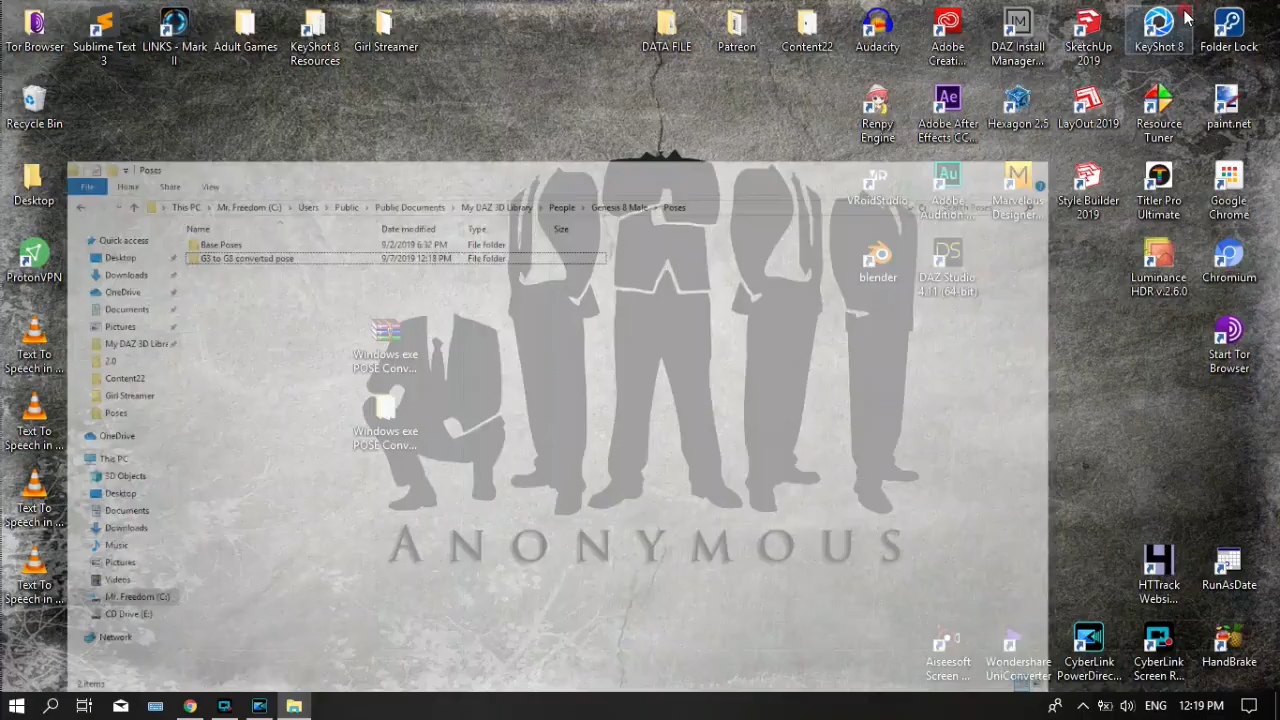 Tor Browser
Sublime Text
3
LINKS - Mark
II
Adult Games
KeyShot 8
Resources
Girl Streamer
DATA FILE
Patreon
Content22
Audacity
Adobe
Creati...
DAZ Install
Manager...
SketchUp
2019
KeyShot 8
Folder Lock
Recycle Bin
Renpy
Engine
Adobe After
Effects CC...
Hexagon 2.5
LayOut 2019
Resource
Tuner
paint.net
Desktop
VRoidStudio
Adobe
Audition...
Marvelous
Designer...
Style Builder
2019
Titler Pro
Ultimate
Google
Chrome
ProtonVPN
blender
DAZ Studio
4.11 (64-bit)
Luminance
HDR v.2.6.0
Chromium
Text To
Speech in ...
Start Tor
Browser
Text To
Speech in ...
Text To
Speech in ...
Text To
Speech in ...
HTTrack
Websi...
RunAsDate
Aiseesoft
Screen ...
Wondershare
UniConverter
CyberLink
PowerDirec...
CyberLink
Screen R...
HandBrake
Windows exe
POSE Conv...
Windows exe
POSE Conv...
Poses
File Home Share View
This PC Mr. Freedom (C:) Users Public Public Documents My DAZ 3D Library People Genesis 8 Male Poses
Name Date modified Type Size
Base Poses 9/2/2019 6:32 PM File folder
G3 to G8 converted pose 9/7/2019 12:18 PM File folder
Quick access
Desktop
Downloads
OneDrive
Documents
Pictures
My DAZ 3D Libra
2.0
Content22
Girl Streamer
Poses
OneDrive
This PC
3D Objects
Desktop
Documents
Downloads
Music
Pictures
Videos
Mr. Freedom (C:)
CD Drive (E:)
Network
2 items
ANONYMOUS
ENG 12:19 PM